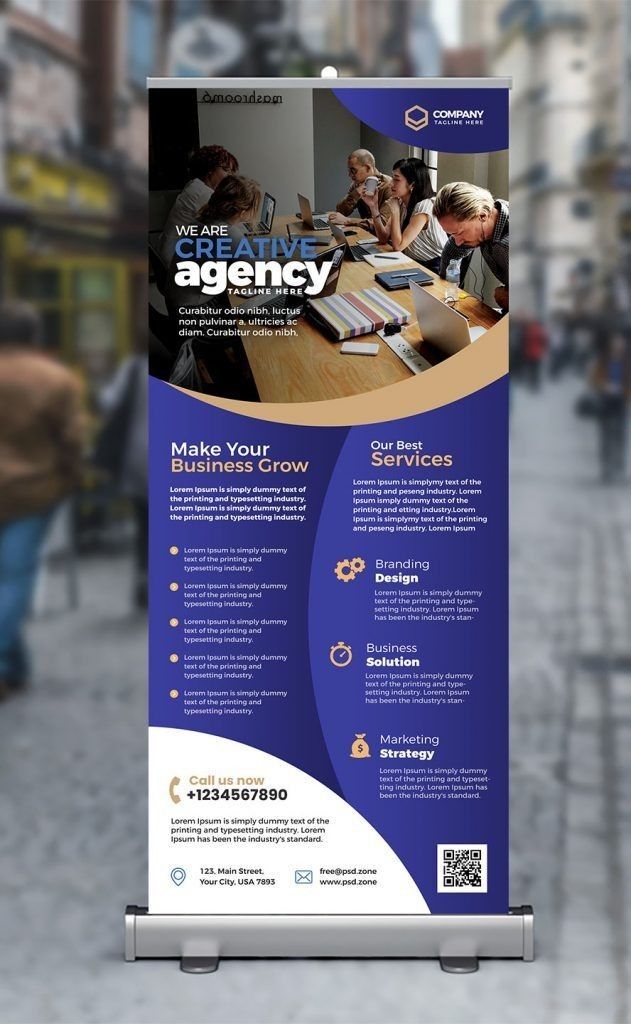 mashroom6
COMPANY
TAGLINE HERE
WE ARE
CREATIVE
agency
TAGLINE HERE
Curabitur odio nibh, luctus
non pulvinar a, ultricies ac
diam. Curabitur odio nibh,
Make Your
Business Grow
Lorem Ipsum is simply dummy text of
the printing and typesetting industry.
Lorem Ipsum is simply dummy text of
the printing and typesetting industry.
Lorem Ipsum is simply dummy
text of the printing and
typesetting industry.
Lorem Ipsum is simply dummy
text of the printing and
typesetting industry.
Lorem Ipsum is simply dummy
text of the printing and
typesetting industry.
Lorem Ipsum is simply dummy
text of the printing and
typesetting industry.
Lorem Ipsum is simply dummy
text of the printing and
typesetting industry.
Our Best
Services
Lorem Ipsum is simply dummy text of the
printing and peseng industry. Lorem
Ipsum ismply dummy text of the
printing and etting industry.Lorem
Ipsum is simplymy text of the printing
and peseng industry. Lorem Ipsum
Branding
Design
Lorem Ipsum is simply dummy
text of the printing and type-
setting industry. Lorem Ipsum
has been the industry's stan-
Business
Solution
Lorem Ipsum is simply dummy
text of the printing and type-
setting industry. Lorem Ipsum
has been the industry's stan-
Marketing
Strategy
Lorem Ipsum is simply dummy
text of the printing and typeset-
ting industry. Lorem Ipsum has
been the industry's standard.
Call us now
+1234567890
Lorem Ipsum is simply dummy text of the
printing and typesetting industry. Lorem
Ipsum has been the industry's standard.
123, Main Street,
Your City, USA 7893
free@psd.zone
www.psd.zone